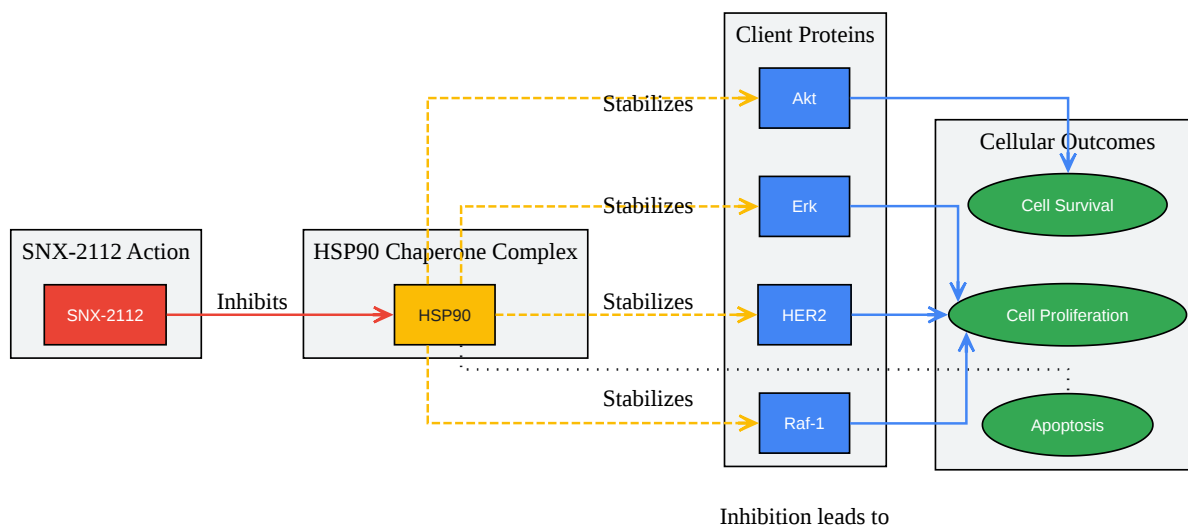 Client Proteins
Stabilizes
Akt
Cellular Outcomes
Stabilizes
Erk
Cell Survival
SNX-2112 Action
HSP90 Chaperone Complex
SNX-2112
Inhibits
HSP90
Stabilizes
HER2
Cell Proliferation
Stabilizes
Raf-1
Apoptosis
Inhibition leads to